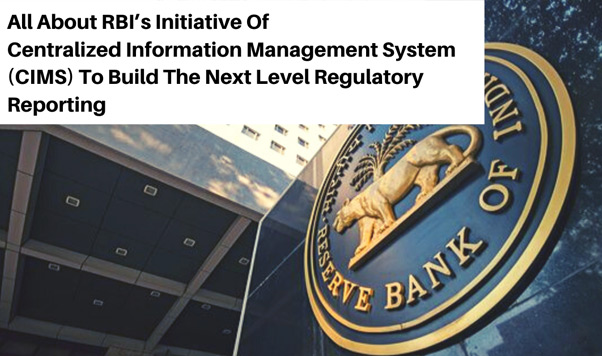 All About RBI’s Initiative Of
Centralized Information Management System
(CIMS) To Build The Next Level Regulatory
Reporting
RESERVE BANK OF